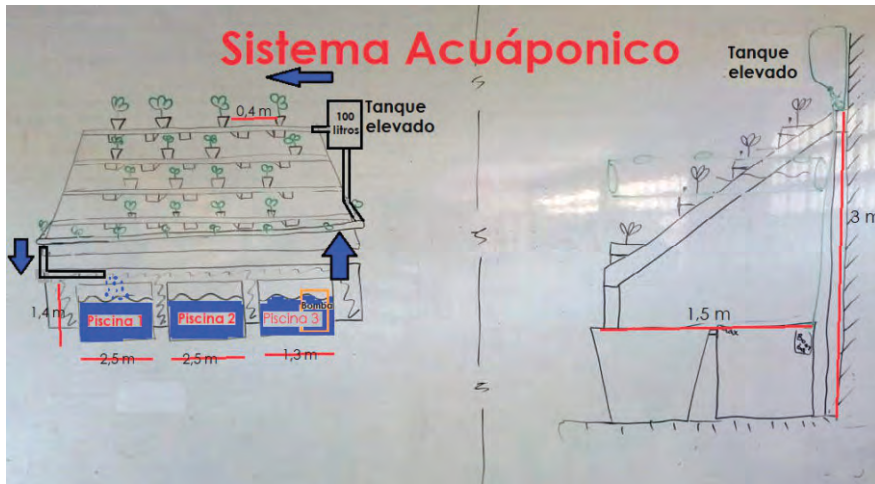 Sistema Acuáponico
0,4 m
100
litros
Tanque
elevado
1,4 m
Piscina 1
Piscina 2
Piscina 3
Bomba
2,5 m
2,5 m
1,3 m
Tanque
elevado
3 m
1,5 m